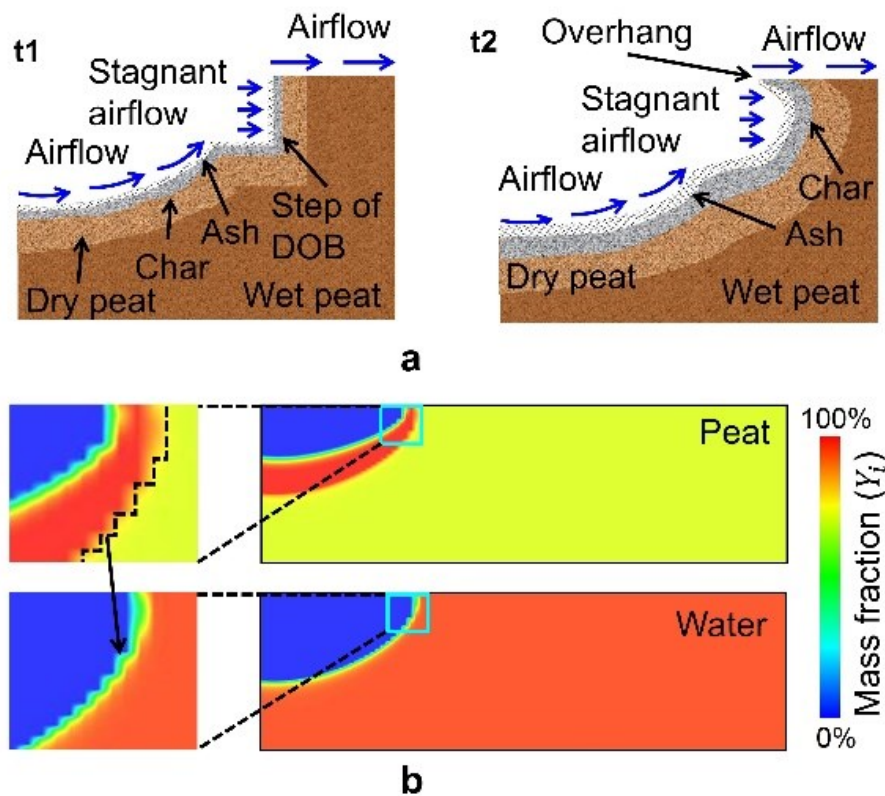 t1
Airflow
Stagnant
airflow
Airflow
Ash
Step of
DOB
Char
Dry peat
Wet peat
t2
Overhang
Airflow
Stagnant
airflow
Airflow
Char
Ash
Dry peat
Wet peat
a
Peat
Water
100%
Mass fraction (Yi)
0%
b